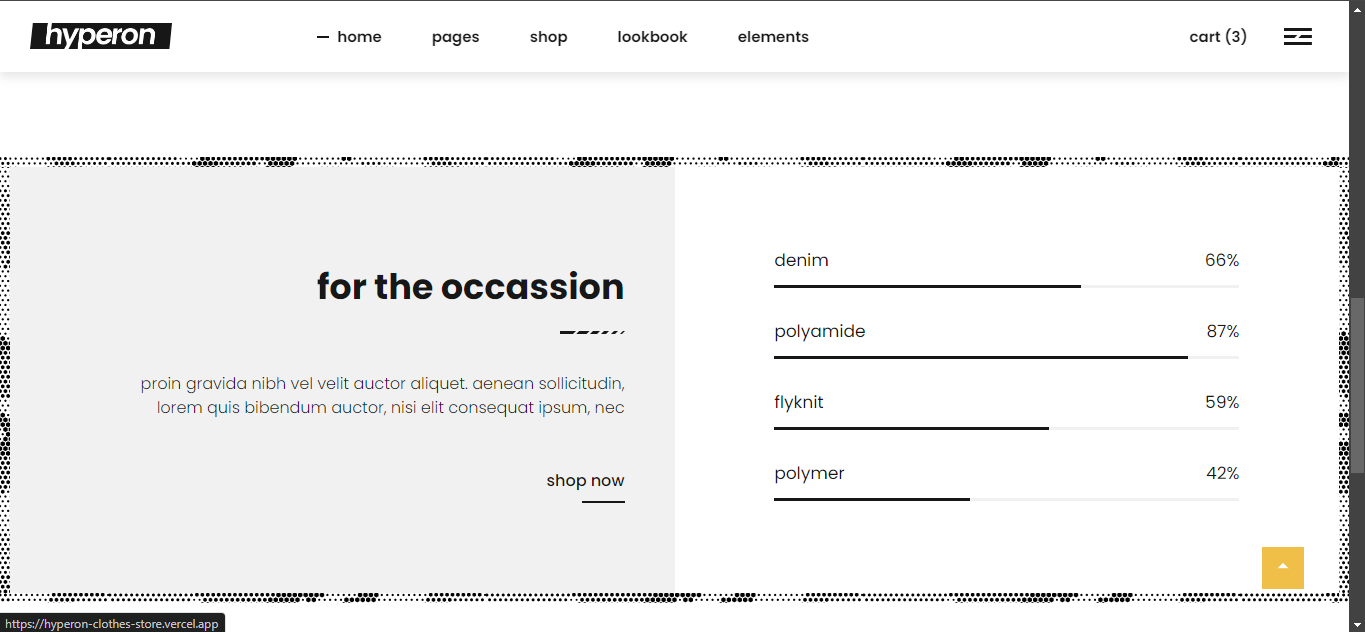 hyperon
home
pages
shop
lookbook
elements
cart (3)
for the occassion
proin gravida nibh vel velit auctor aliquet. aenean sollicitudin,
lorem quis bibendum auctor, nisi elit consequat ipsum, nec
shop now
denim 66%
polyamide 87%
flyknit 59%
polymer 42%
https://hyperon-clothes-store.vercel.app